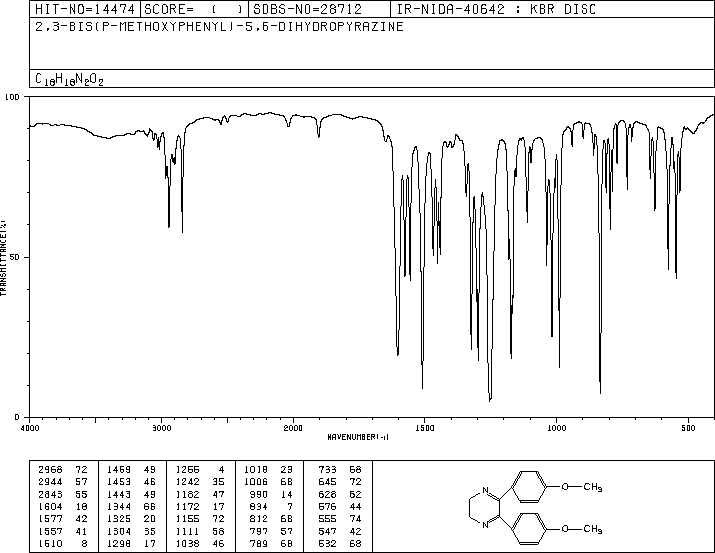 HIT-NO=14474 SCORE= ( ) SDBS-NO=28712 IR-NIDA-40642 : KBR DISC
2,3-BIS(P-METHOXYPHENYL)-5,6-DIHYDROPYRAZINE
C18H18N2O2
100
50
0
TRANSMITTANCE(%)
4000 3000 2000 1500 1000 500
WAVENUMBER(-1)
2968 72 1469 49 1255 4 1018 23 733 68
2944 57 1453 46 1242 35 1006 68 645 72
2843 55 1443 49 1182 47 990 14 628 62
1604 18 1344 66 1172 17 834 7 576 44
1577 42 1325 20 1155 72 812 68 555 74
1557 41 1304 35 1111 58 797 57 547 42
1510 8 1298 17 1038 46 789 68 532 68
N
N
O
CH3
O
CH3